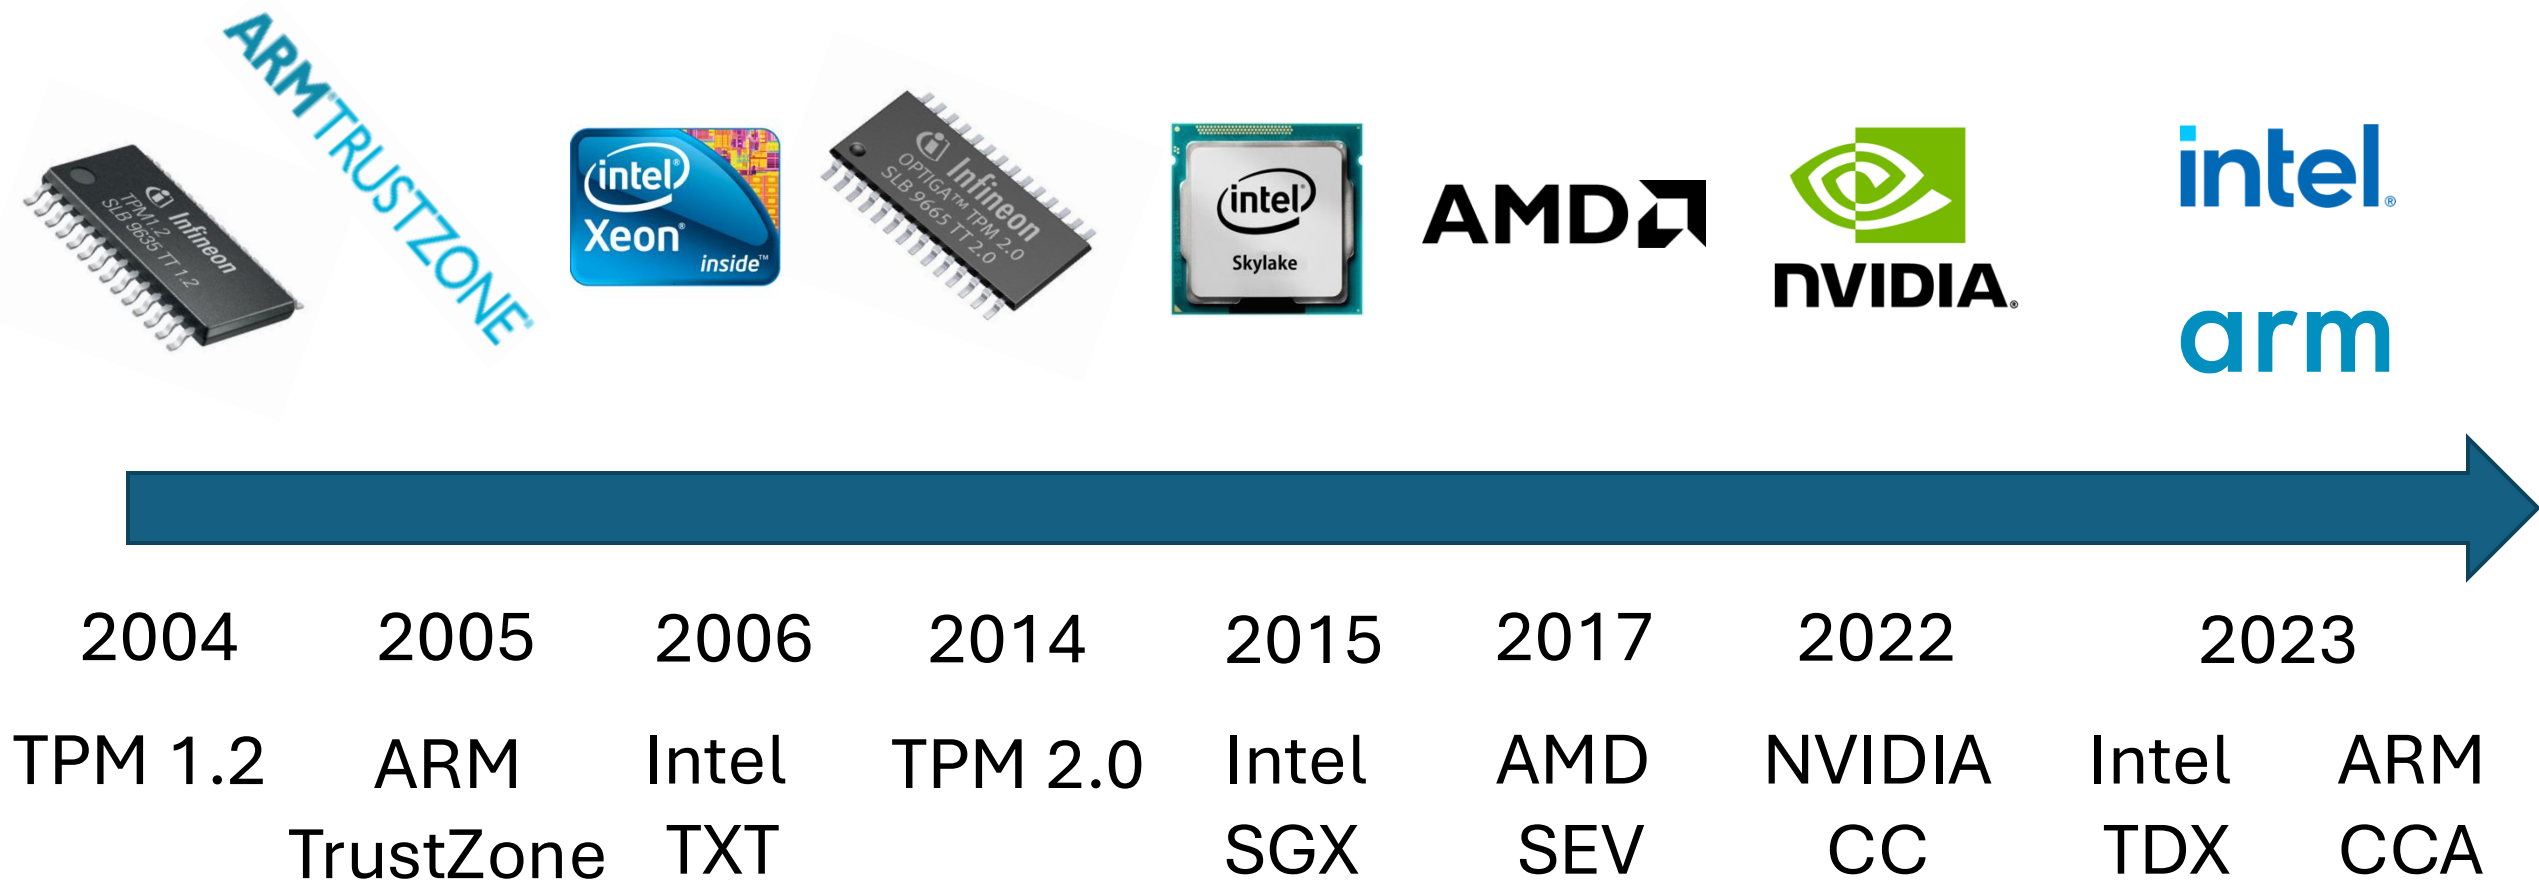 ARM®TRUSTZONE®
Infineon
TPM1.2
SLB 9635 TT 1.2
intel®
Xeon®
inside™
Infineon
OPTIGA™ TPM 2.0
SLB 9665 TT 2.0
intel®
Skylake
AMD
NVIDIA®
intel®
arm
2004 2005 2006 2014 2015 2017 2022 2023
TPM 1.2 ARM Intel TPM 2.0 Intel AMD NVIDIA Intel ARM
TrustZone TXT SGX SEV CC TDX CCA